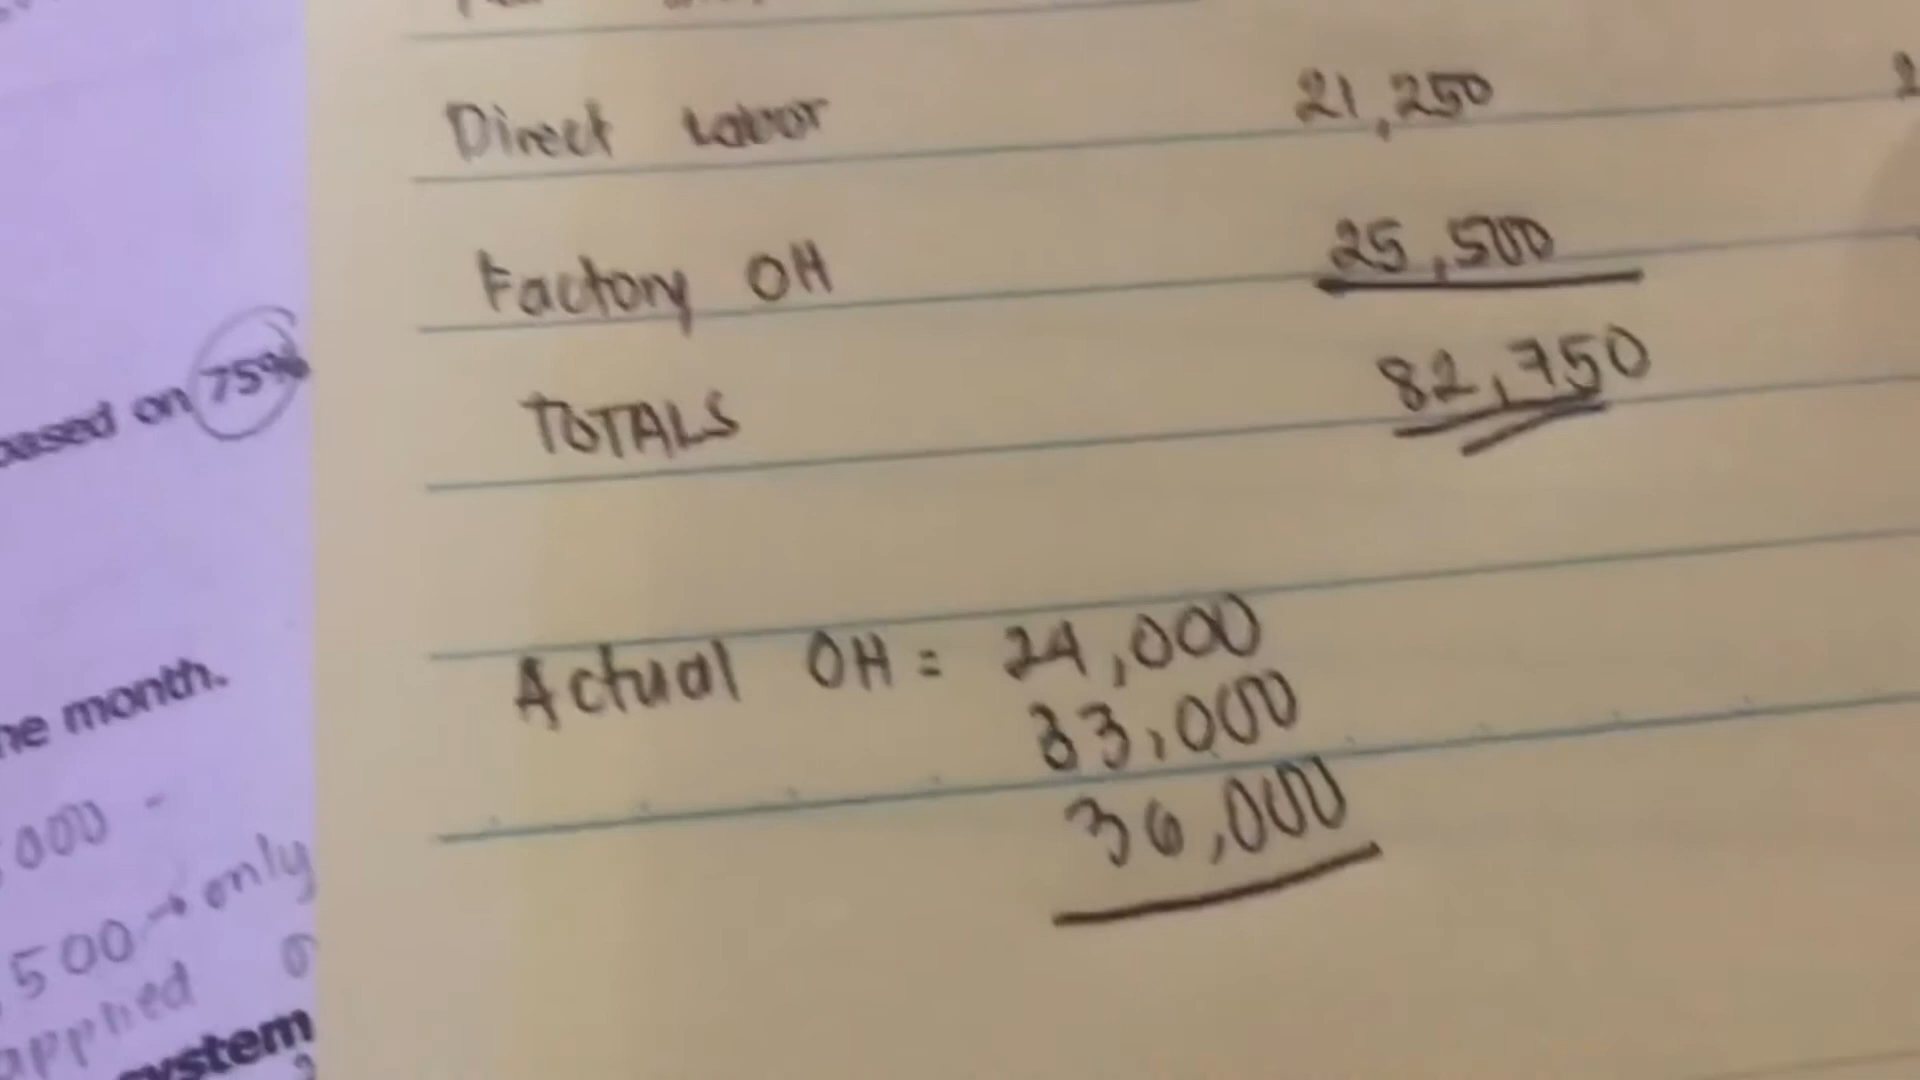 Direct Labor 21,250
Factory OH 25,500
TOTALS 82,750
Actual OH = 24,000
33,000
36,000
based on 75%
he month.
,000 -
,500 → only
applied
system